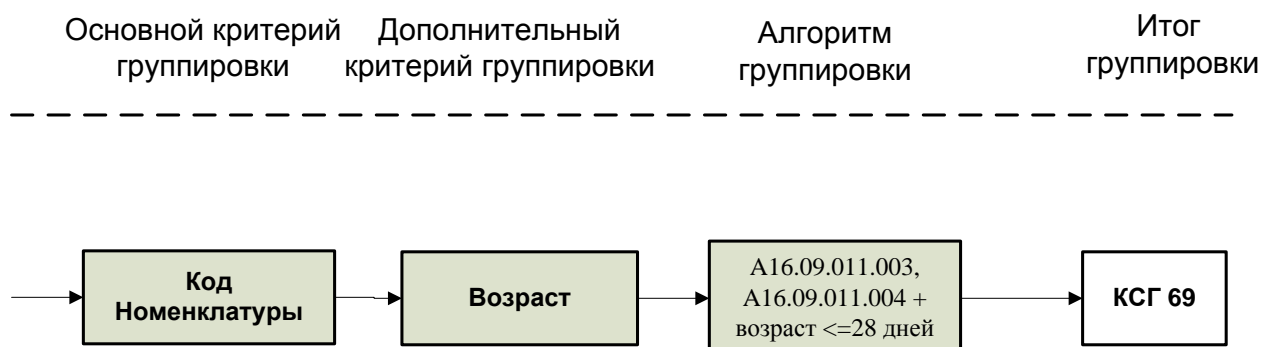 Основной критерий группировки
Дополнительный критерий группировки
Алгоритм группировки
Итог группировки
Код
Номенклатуры
Возраст
A16.09.011.003,
A16.09.011.004 +
возраст <=28 дней
КСГ 69